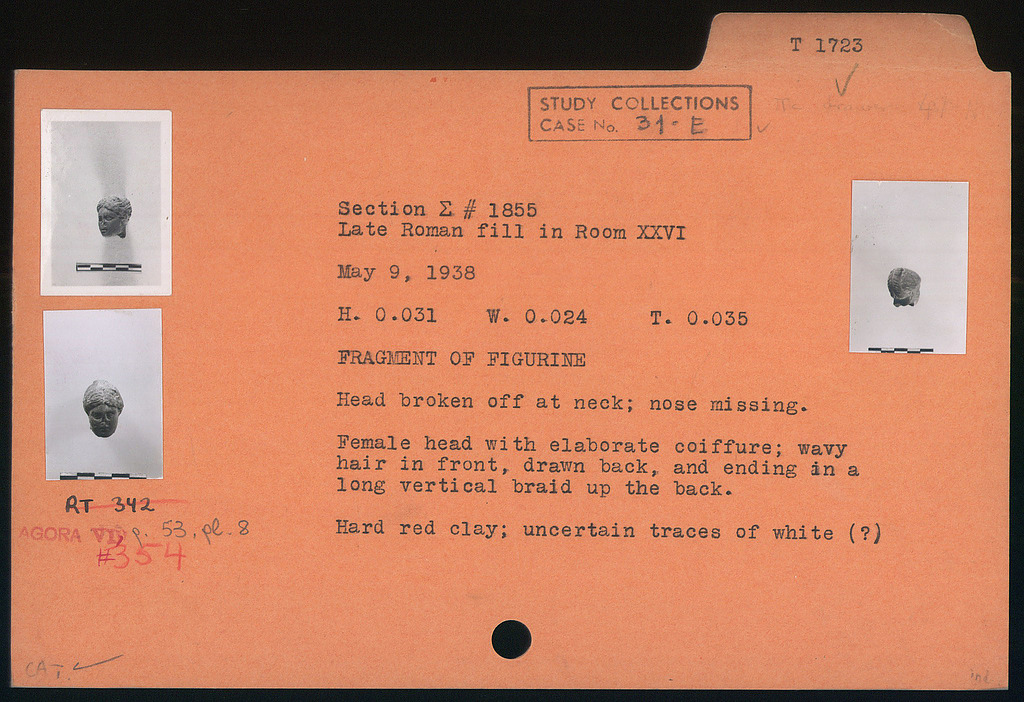 T 1723
STUDY COLLECTIONS
CASE No. 31-E
Section Σ # 1855
Late Roman fill in Room XXVI
May 9, 1938
H. 0.031 W. 0.024 T. 0.035
FRAGMENT OF FIGURINE
Head broken off at neck; nose missing.
Female head with elaborate coiffure; wavy
hair in front, drawn back, and ending in a
long vertical braid up the back.
Hard red clay; uncertain traces of white (?)
RT 342
AGORA VI, p. 53, pl. 8
#354
CAT.